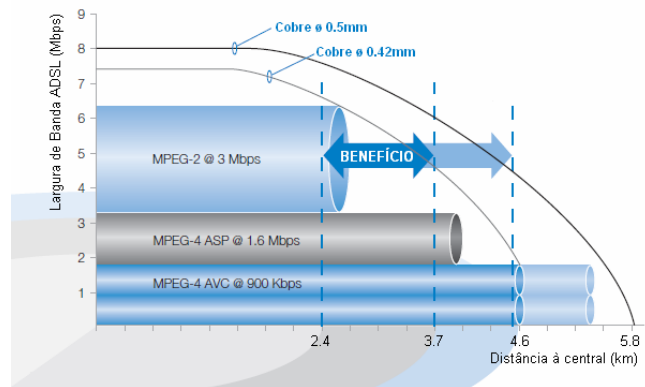 Largura de Banda ADSL (Mbps)
9
8
7
6
5
4
3
2
1
Cobre ø 0.5mm
Cobre ø 0.42mm
MPEG-2 @ 3 Mbps
BENEFÍCIO
MPEG-4 ASP @ 1.6 Mbps
MPEG-4 AVC @ 900 Kbps
2.4
3.7
4.6
5.8
Distância à central (km)